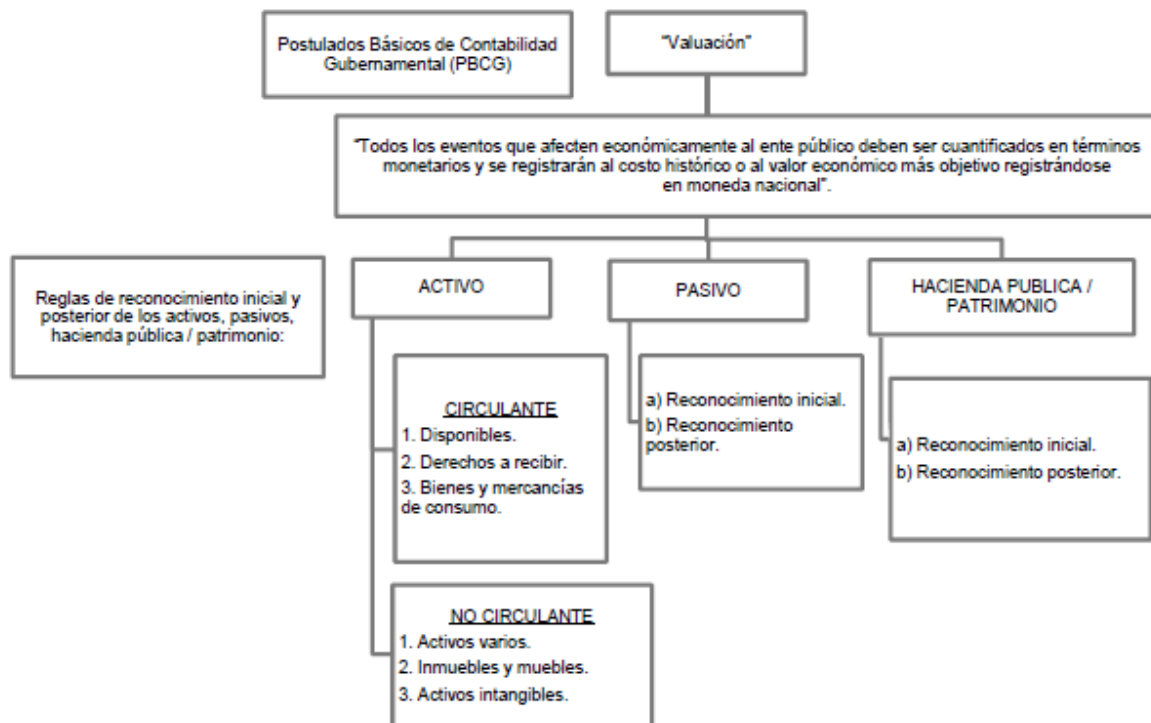 Postulados Básicos de Contabilidad
Gubernamental (PBCG)
"Valuación"
"Todos los eventos que afecten económicamente al ente público deben ser cuantificados en términos
monetarios y se registrarán al costo histórico o al valor económico más objetivo registrándose
en moneda nacional".
Reglas de reconocimiento inicial y
posterior de los activos, pasivos,
hacienda pública / patrimonio:
ACTIVO
CIRCULANTE
1. Disponibles.
2. Derechos a recibir.
3. Bienes y mercancías
de consumo.
NO CIRCULANTE
1. Activos varios.
2. Inmuebles y muebles.
3. Activos intangibles.
PASIVO
a) Reconocimiento inicial.
b) Reconocimiento
posterior.
HACIENDA PUBLICA /
PATRIMONIO
a) Reconocimiento inicial.
b) Reconocimiento posterior.